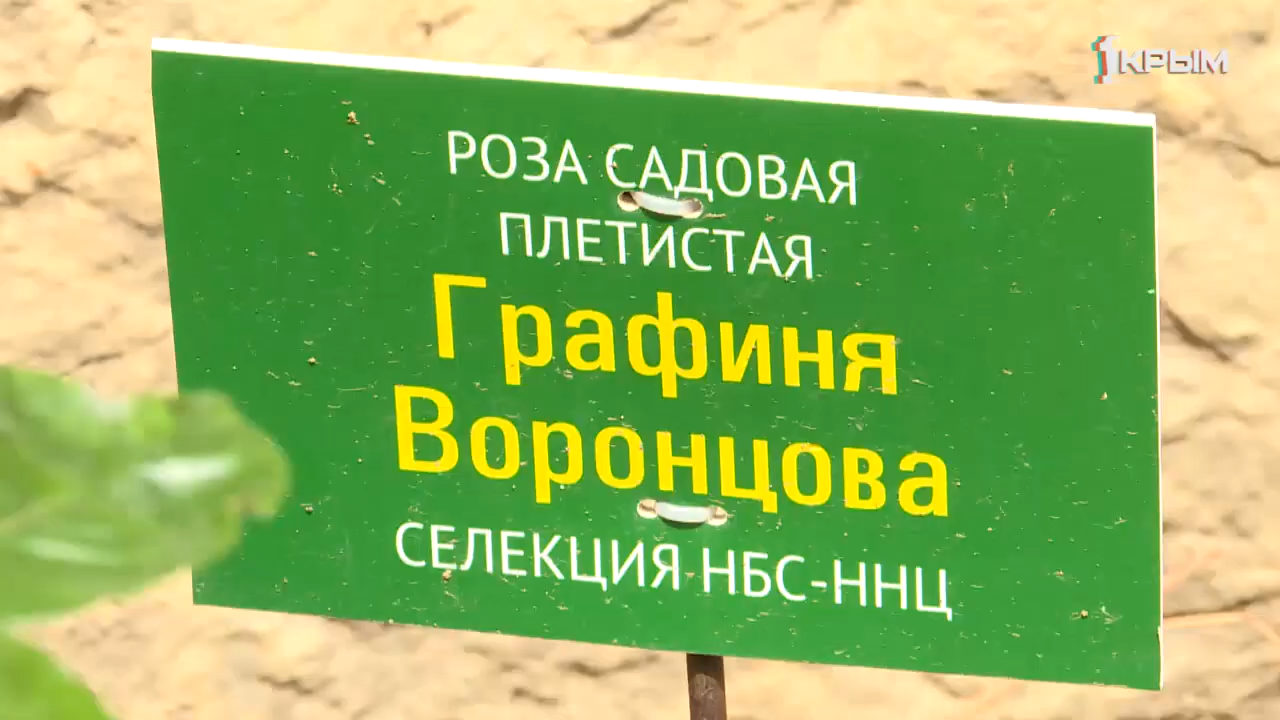 1КРЫМ
РОЗА САДОВАЯ
ПЛЕТИСТАЯ
Графиня
Воронцова
СЕЛЕКЦИЯ НБС-ННЦ